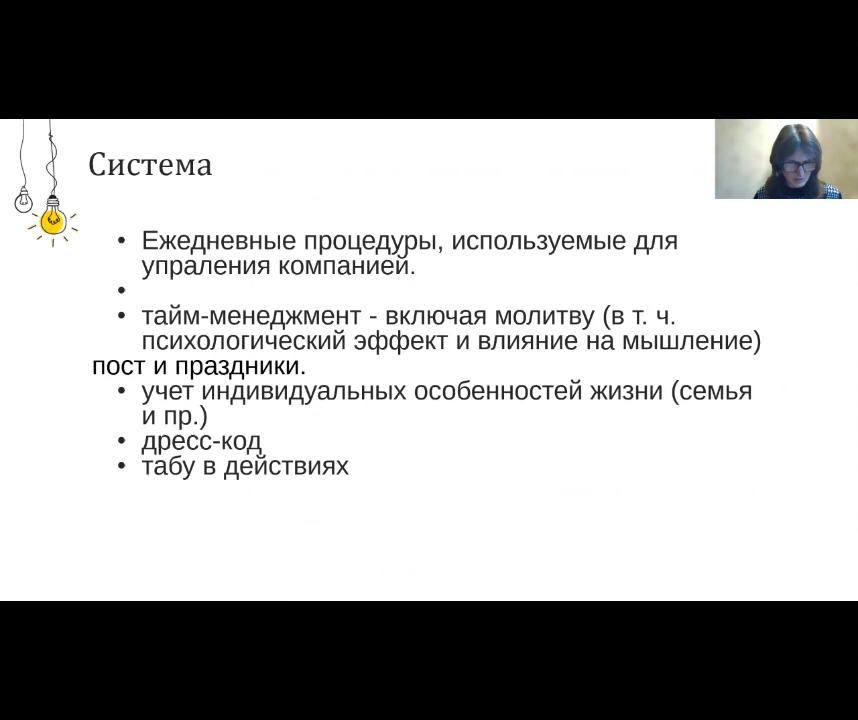 Система
• Ежедневные процедуры, используемые для
упраления компанией.
•
• тайм-менеджмент - включая молитву (в т. ч.
психологический эффект и влияние на мышление)
пост и праздники.
• учет индивидуальных особенностей жизни (семья
и пр.)
• дресс-код
• табу в действиях